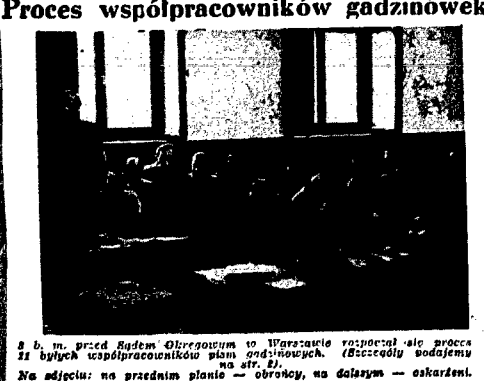 Proces współpracowników gadzinówek
8 b. m. przed Sądem Okręgowym w Warszawie rozpoczął się proces
21 byłych współpracowników pism gadzinowych. (Szczegóły podajemy
na str. 2).
Na zdjęciu: na przednim planie — obrońcy, na dalszym — oskarżeni.